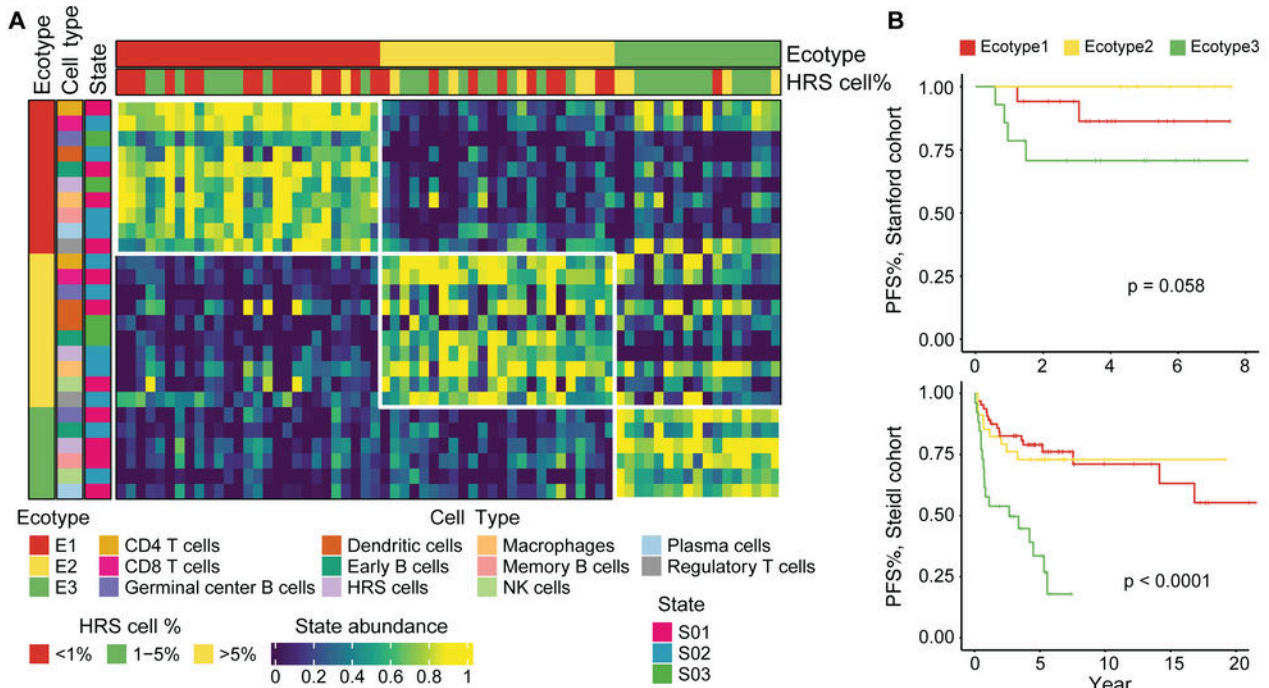 A
Ecotype
Cell type
State
Ecotype
HRS cell%
Ecotype
E1
E2
E3
Cell Type
CD4 T cells
CD8 T cells
Germinal center B cells
Dendritic cells
Early B cells
HRS cells
Macrophages
Memory B cells
NK cells
Plasma cells
Regulatory T cells
HRS cell %
<1% 1−5% >5%
State abundance
0 0.2 0.4 0.6 0.8 1
State
S01
S02
S03
B
Ecotype1 Ecotype2 Ecotype3
PFS%, Stanford cohort
1.00
0.75
0.50
0.25
0.00
p = 0.058
0 2 4 6 8
PFS%, Steidl cohort
1.00
0.75
0.50
0.25
0.00
p < 0.0001
0 5 10 15 20
Year